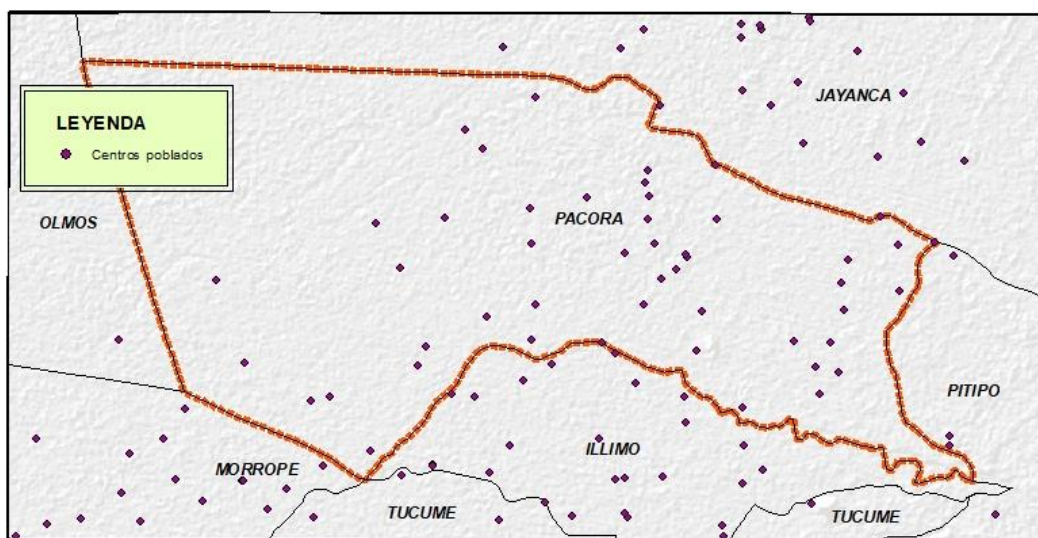 JAYANCA
LEYENDA
Centros poblados
OLMOS
PACORA
PITIPO
ILLIMO
MORROPE
TUCUME
TUCUME